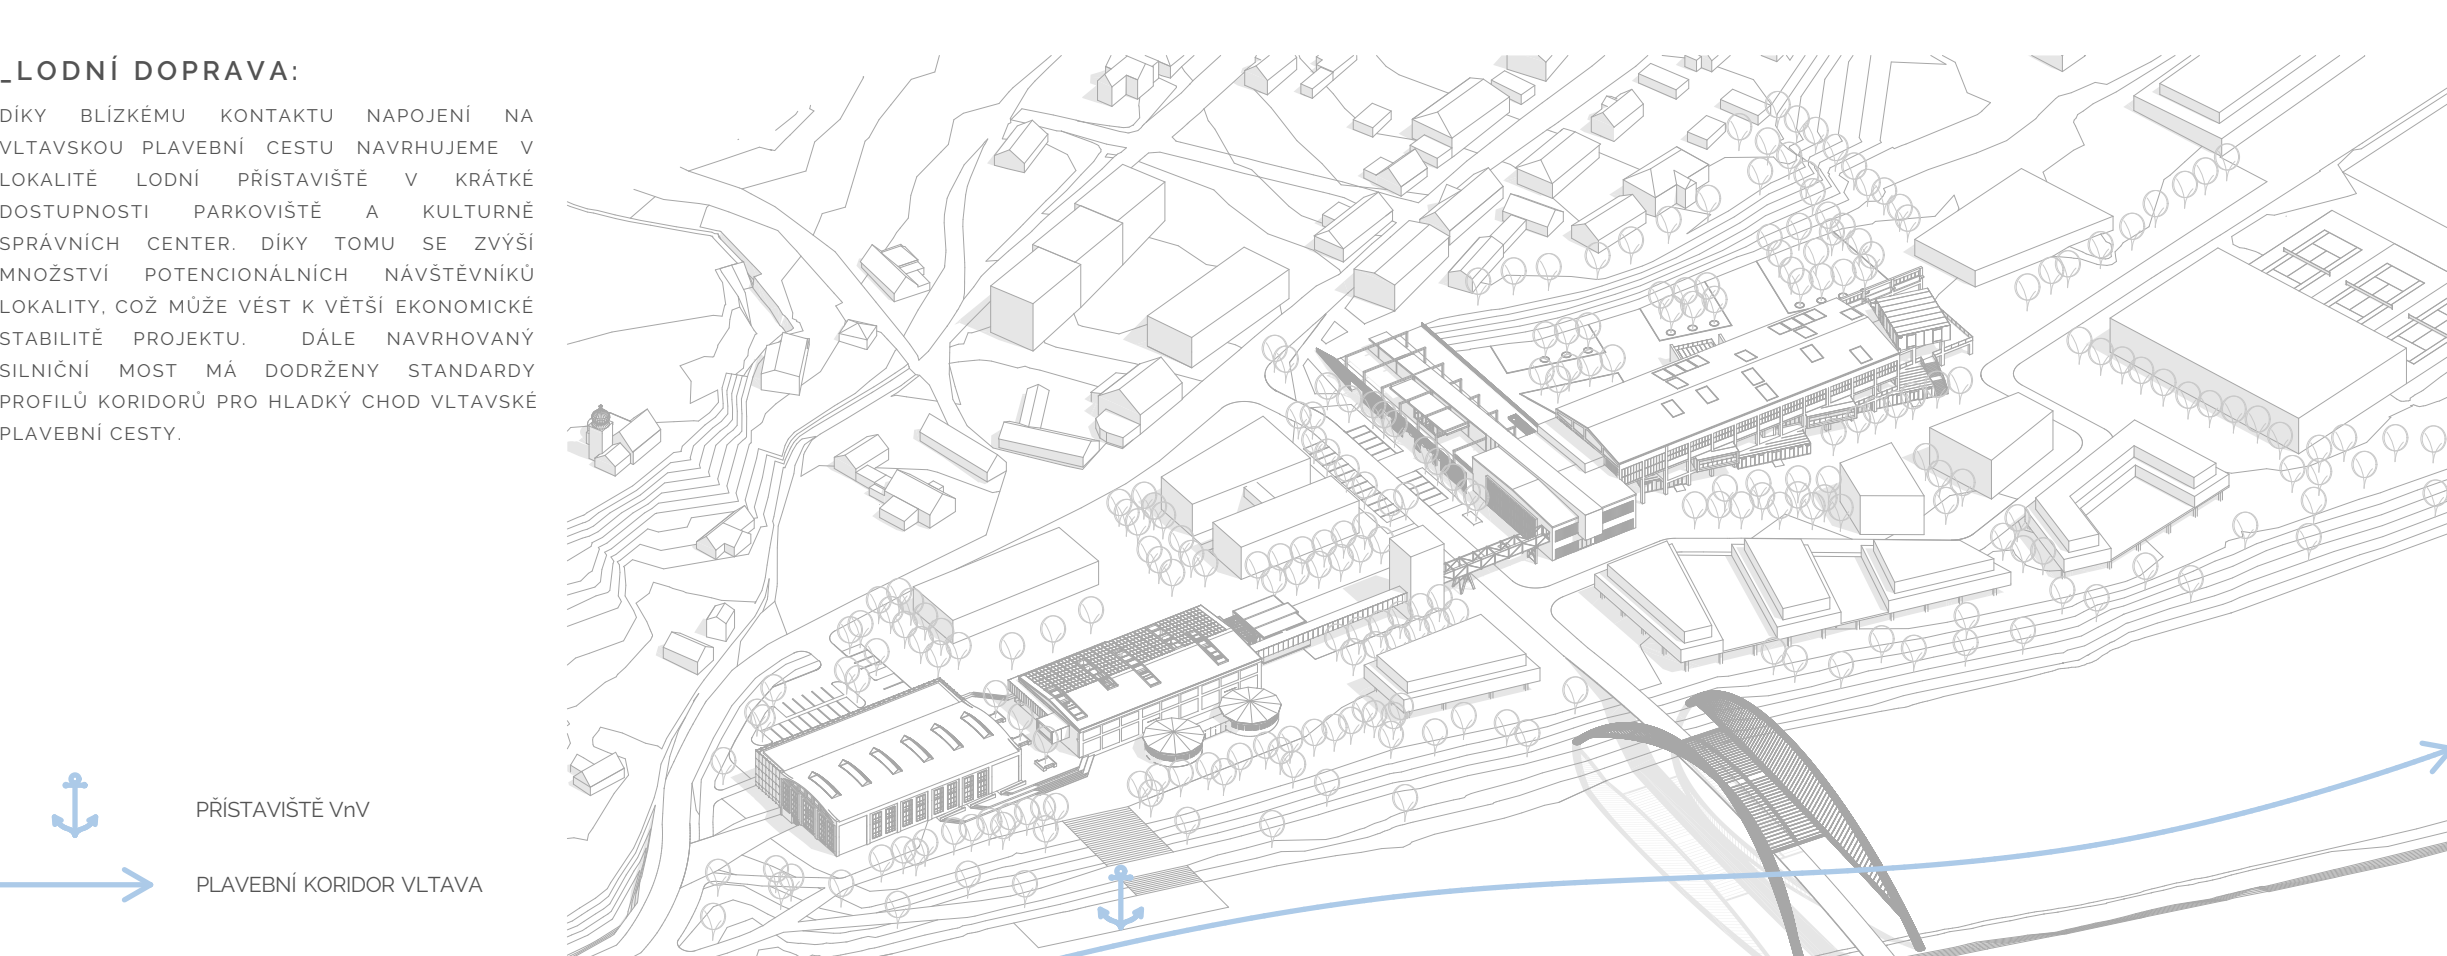 _LODNÍ DOPRAVA:
DÍKY BLÍZKÉMU KONTAKTU NAPOJENÍ NA
VLTAVSKOU PLAVEBNÍ CESTU NAVRHUJEME V
LOKALITĚ LODNÍ PŘÍSTAVIŠTĚ V KRÁTKÉ
DOSTUPNOSTI PARKOVIŠTĚ A KULTURNĚ
SPRÁVNÍCH CENTER. DÍKY TOMU SE ZVÝŠÍ
MNOŽSTVÍ POTENCIONÁLNÍCH NÁVŠTĚVNÍKŮ
LOKALITY, COŽ MŮŽE VÉST K VĚTŠÍ EKONOMICKÉ
STABILITĚ PROJEKTU. DÁLE NAVRHOVANÝ
SILNIČNÍ MOST MÁ DODRŽENY STANDARDY
PROFILŮ KORIDORŮ PRO HLADKÝ CHOD VLTAVSKÉ
PLAVEBNÍ CESTY.
PŘÍSTAVIŠTĚ VnV
PLAVEBNÍ KORIDOR VLTAVA